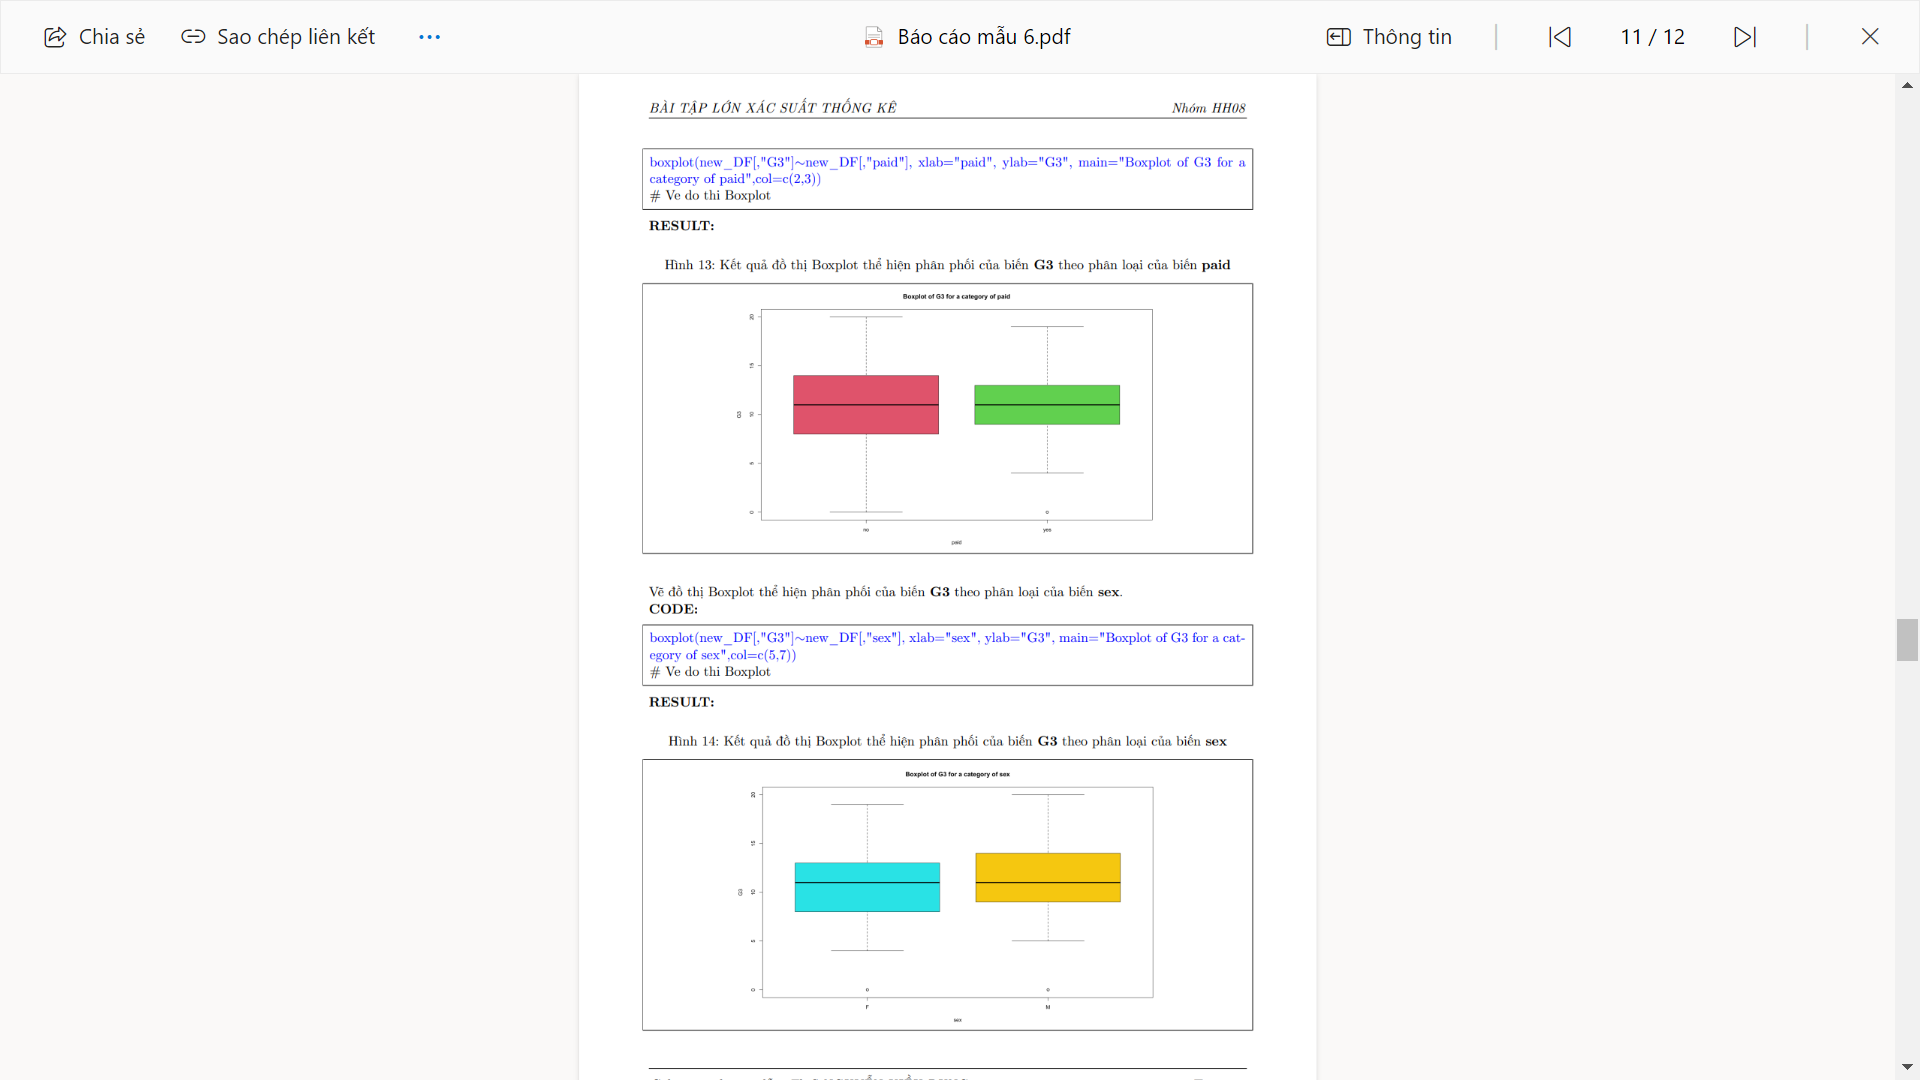 Chia sẻ Sao chép liên kết Báo cáo mẫu 6.pdf Thông tin 11 / 12
BÀI TẬP LỚN XÁC SUẤT THỐNG KÊ Nhóm HH08
boxplot(new_DF[,"G3"]~new_DF[,"paid"], xlab="paid", ylab="G3", main="Boxplot of G3 for a
category of paid",col=c(2,3))
# Ve do thi Boxplot
RESULT:
Hình 13: Kết quả đồ thị Boxplot thể hiện phân phối của biến G3 theo phân loại của biến paid
Boxplot of G3 for a category of paid
20
15
G3 10
5
0
no yes
paid
Vẽ đồ thị Boxplot thể hiện phân phối của biến G3 theo phân loại của biến sex.
CODE:
boxplot(new_DF[,"G3"]~new_DF[,"sex"], xlab="sex", ylab="G3", main="Boxplot of G3 for a cat-
egory of sex",col=c(5,7))
# Ve do thi Boxplot
RESULT:
Hình 14: Kết quả đồ thị Boxplot thể hiện phân phối của biến G3 theo phân loại của biến sex
Boxplot of G3 for a category of sex
20
15
G3 10
5
0
F M
sex